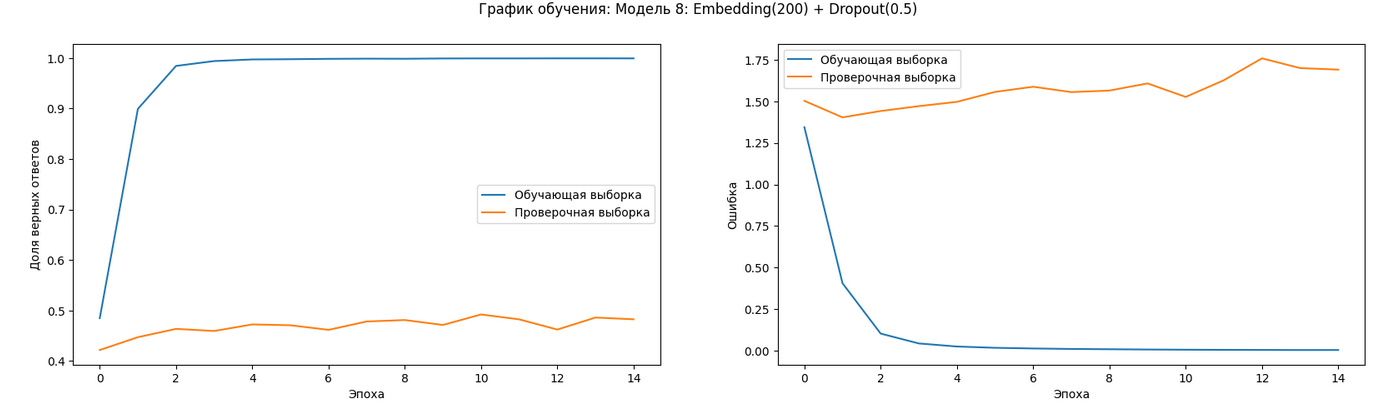 График обучения: Модель 8: Embedding(200) + Dropout(0.5)
Доля верных ответов
1.0
0.9
0.8
0.7
0.6
0.5
0.4
Обучающая выборка
Проверочная выборка
0 2 4 6 8 10 12 14
Эпоха
Ошибка
1.75
1.50
1.25
1.00
0.75
0.50
0.25
0.00
Обучающая выборка
Проверочная выборка
0 2 4 6 8 10 12 14
Эпоха